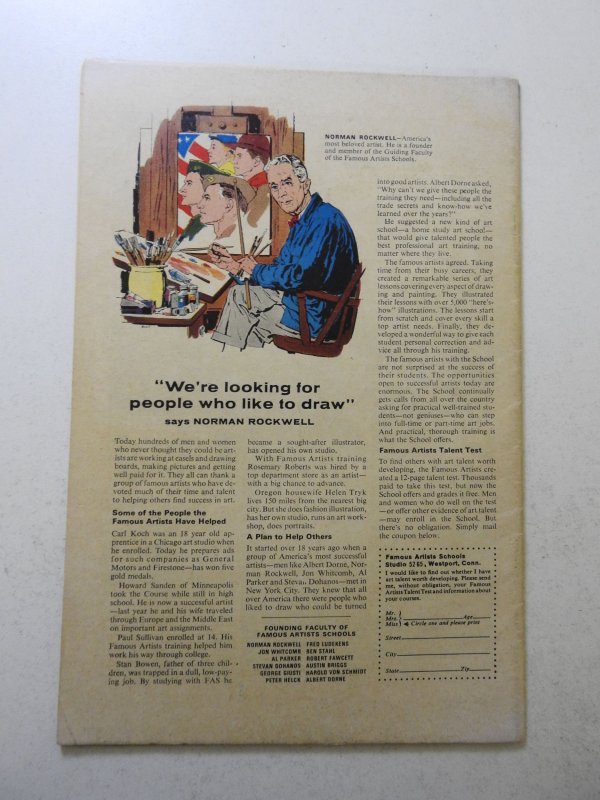 NORMAN ROCKWELL—America's
most beloved artist. He is a founder
and member of the Guiding Faculty
of the Famous Artists Schools.
"We're looking for
people who like to draw"
says NORMAN ROCKWELL
Today hundreds of men and women
who never thought they could be art-
ists are working at easels and drawing
boards, making pictures and getting
well paid for it. They all can thank a
group of famous artists who have de-
voted much of their time and talent
to helping others find success in art.
Some of the People the
Famous Artists Have Helped
Carl Koch was an 18 year old ap-
prentice in a Chicago art studio when
he enrolled. Today he prepares ads
for such companies as General
Motors and Firestone—has won five
gold medals.
Howard Sanden of Minneapolis
took the Course while still in high
school. He is now a successful artist
—last year he and his wife traveled
through Europe and the Middle East
on important art assignments.
Paul Sullivan enrolled at 14. His
Famous Artists training helped him
work his way through college.
Stan Bowen, father of three chil-
dren, was trapped in a dull, low-pay-
ing job. By studying with FAS he
became a sought-after illustrator,
has opened his own studio.
With Famous Artists training
Rosemary Roberts was hired by a
top department store as an artist—
with a big chance to advance.
Oregon housewife Helen Tryk
lives 150 miles from the nearest big
city. But she does fashion illustration,
has her own studio, runs an art work-
shop, does portraits.
A Plan to Help Others
It started over 18 years ago when a
group of America's most successful
artists—men like Albert Dorne, Nor-
man Rockwell, Jon Whitcomb, Al
Parker and Stevan Dohanos—met in
New York City. They knew that all
over America there were people who
liked to draw who could be turned
into good artists. Albert Dorne asked,
"Why can't we give these people the
training they need—including all the
trade secrets and know-how we've
learned over the years?"
He suggested a new kind of art
school—a home study art school—
that would give talented people the
best professional art training, no
matter where they live.
The famous artists agreed. Taking
time from their busy careers, they
created a remarkable series of art
lessons covering every aspect of draw-
ing and painting. They illustrated
their lessons with over 5,000 "here's-
how" illustrations. The lessons start
from scratch and cover every skill a
top artist needs. Finally, they de-
veloped a wonderful way to give each
student personal correction and ad-
vice all through his training.
The famous artists with the School
are not surprised at the success of
their students. The opportunities
open to successful artists today are
enormous. The School continually
gets calls from all over the country
asking for practical well-trained stu-
dents—not geniuses—who can step
into full-time or part-time art jobs.
And practical, thorough training is
what the School offers.
Famous Artists Talent Test
To find others with art talent worth
developing, the Famous Artists cre-
ated a 12-page talent test. Thousands
paid to take this test, but now the
School offers and grades it free. Men
and women who do well on the test
—or offer other evidence of art talent
—may enroll in the School. But
there's no obligation. Simply mail
the coupon below.
FOUNDING FACULTY OF
FAMOUS ARTISTS SCHOOLS
NORMAN ROCKWELL FRED LUDEKENS
JON WHITCOMB BEN STAHL
AL PARKER ROBERT FAWCETT
STEVAN DOHANOS AUSTIN BRIGGS
GEORGE GIUSTI HAROLD VON SCHMIDT
PETER HELCK ALBERT DORNE
Famous Artists Schools
Studio 5265, Westport, Conn.
I would like to find out whether I have
art talent worth developing. Please send
me, without obligation, your Famous
Artists Talent Test and information about
your courses.
Mr.
Mrs. Age
Miss Circle one and please print
Street
City
State Zip